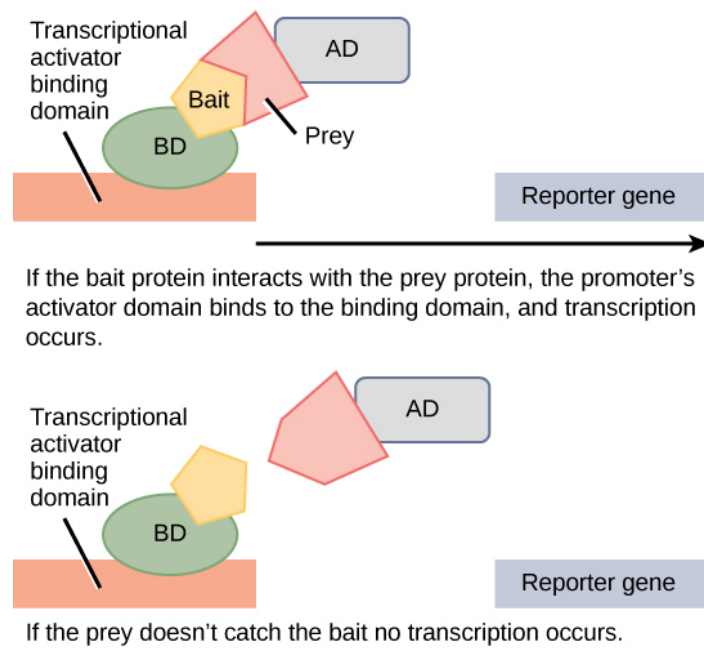 Transcriptional
activator
binding
domain
AD
Bait
BD
Prey
Reporter gene
If the bait protein interacts with the prey protein, the promoter's
activator domain binds to the binding domain, and transcription
occurs.
Transcriptional
activator
binding
domain
AD
BD
Reporter gene
If the prey doesn't catch the bait no transcription occurs.